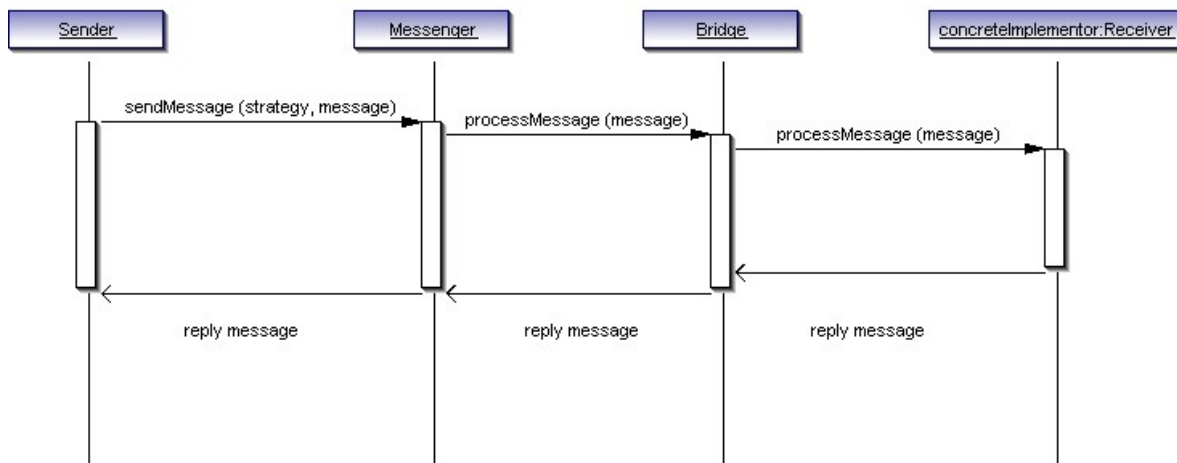 Sender
Messenger
Bridge
concreteImplementor:Receiver
sendMessage (strategy, message)
processMessage (message)
processMessage (message)
reply message
reply message
reply message